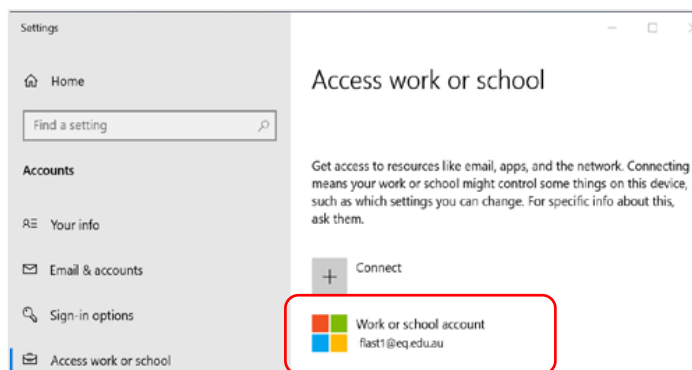 Settings
Home
Access work or school
Find a setting
Accounts
Get access to resources like email, apps, and the network. Connecting
means your work or school might control some things on this device,
such as which settings you can change. For specific info about this,
ask them.
Your info
Email & accounts
Connect
Sign-in options
Work or school account
flast1@eq.edu.au
Access work or school